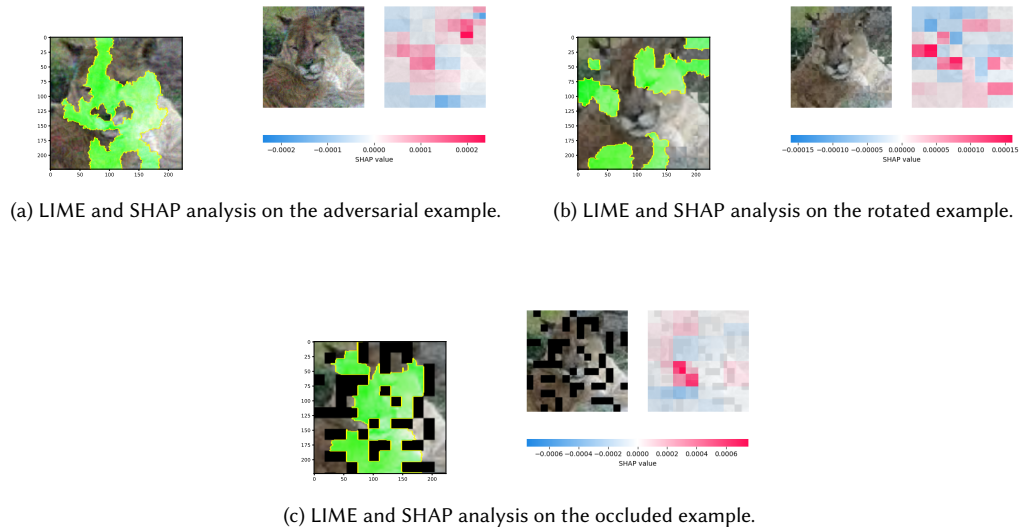 0
25
50
75
100
125
150
175
200
0 50 100 150 200
−0.0002 −0.0001 0.0000 0.0001 0.0002
SHAP value
(a) LIME and SHAP analysis on the adversarial example.
0
25
50
75
100
125
150
175
200
0 50 100 150 200
−0.00015 −0.00010 −0.00005 0.00000 0.00005 0.00010 0.00015
SHAP value
(b) LIME and SHAP analysis on the rotated example.
0
25
50
75
100
125
150
175
200
0 50 100 150 200
−0.0006 −0.0004 −0.0002 0.0000 0.0002 0.0004 0.0006
SHAP value
(c) LIME and SHAP analysis on the occluded example.